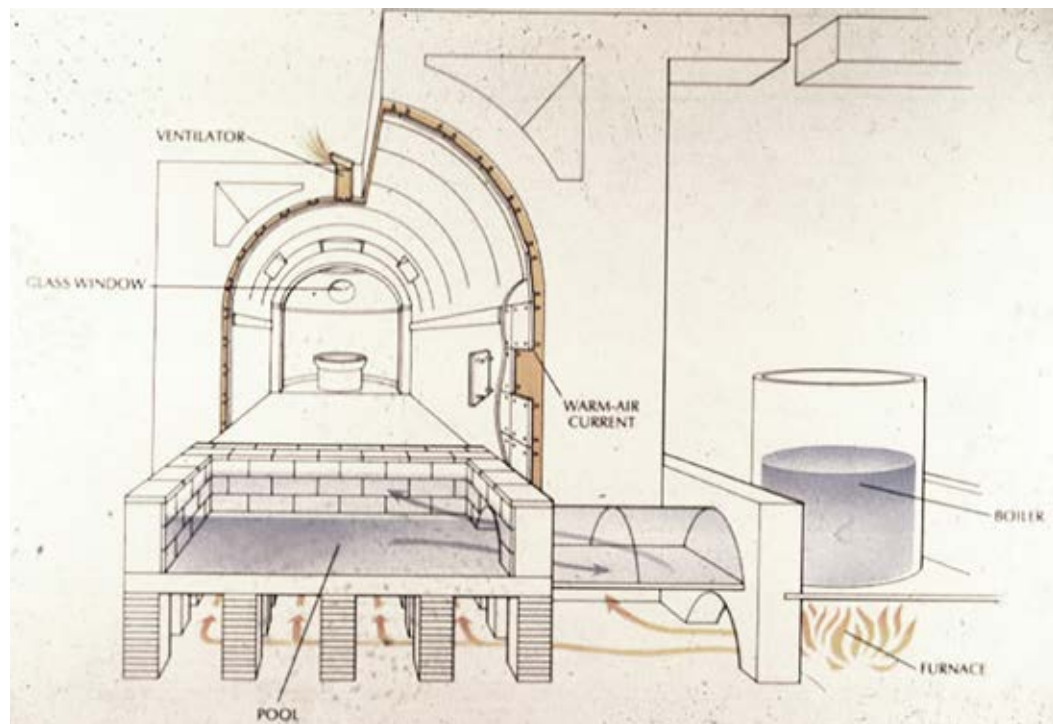 VENTILATOR
GLASS WINDOW
WARM-AIR
CURRENT
BOILER
FURNACE
POOL